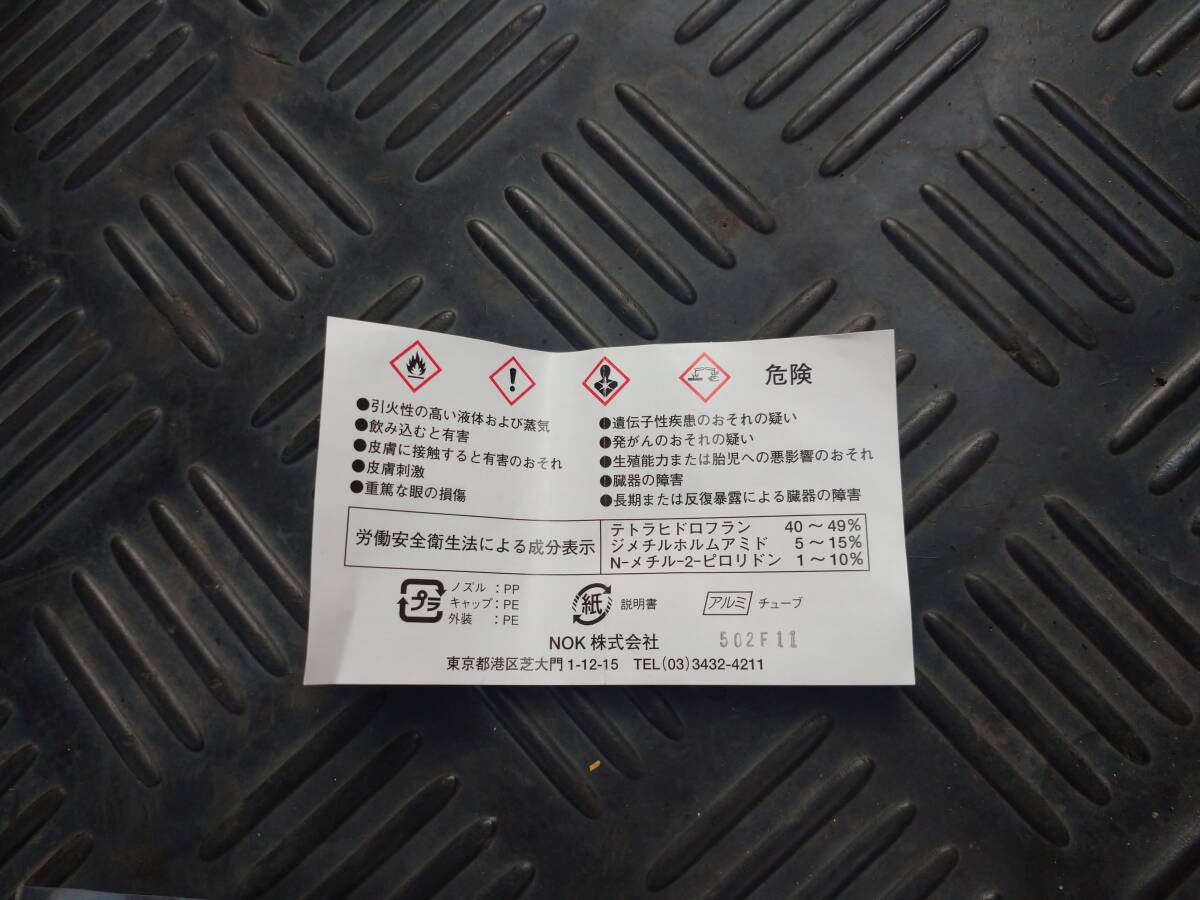 危険
●引火性の高い液体および蒸気
●飲み込むと有害
●皮膚に接触すると有害のおそれ
●皮膚刺激
●重篤な眼の損傷
●遺伝子性疾患のおそれの疑い
●発がんのおそれの疑い
●生殖能力または胎児への悪影響のおそれ
●臓器の障害
●長期または反復暴露による臓器の障害
労働安全衛生法による成分表示
テトラヒドロフラン 40～49%
ジメチルホルムアミド 5～15%
N-メチル-2-ピロリドン 1～10%
プラ
ノズル：PP
キャップ：PE
外装：PE
紙 説明書
アルミ チューブ
NOK 株式会社 502F11
東京都港区芝大門1-12-15 TEL(03)3432-4211